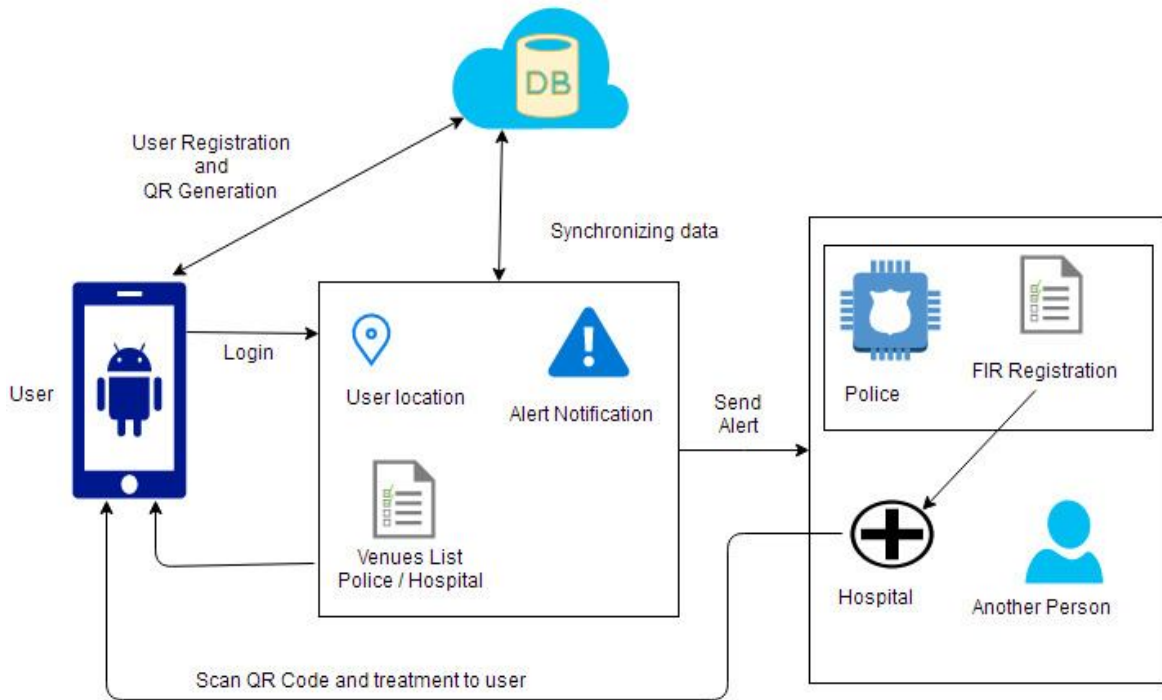 DB
User Registration
and
QR Generation
Synchronizing data
User
Login
User location
Alert Notification
Venues List
Police / Hospital
Send
Alert
Police
FIR Registration
Hospital
Another Person
Scan QR Code and treatment to user